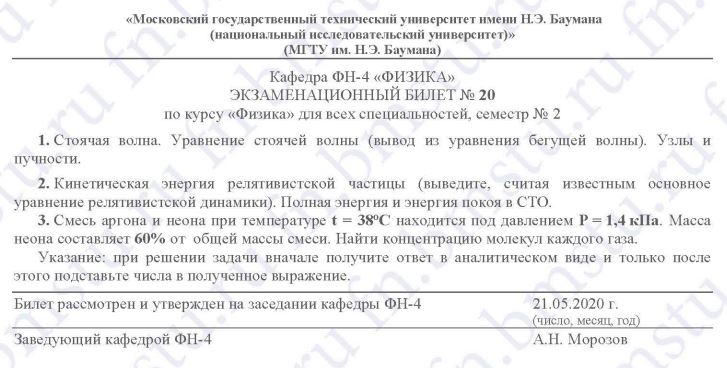 «Московский государственный технический университет имени Н.Э. Баумана
(национальный исследовательский университет)»
(МГТУ им. Н.Э. Баумана)
Кафедра ФН-4 «ФИЗИКА»
ЭКЗАМЕНАЦИОННЫЙ БИЛЕТ № 20
по курсу «Физика» для всех специальностей, семестр № 2
1. Стоячая волна. Уравнение стоячей волны (вывод из уравнения бегущей волны). Узлы и
пучности.
2. Кинетическая энергия релятивистской частицы (выведите, считая известным основное
уравнение релятивистской динамики). Полная энергия и энергия покоя в СТО.
3. Смесь аргона и неона при температуре t = 38°С находится под давлением P = 1,4 кПа. Масса
неона составляет 60% от общей массы смеси. Найти концентрацию молекул каждого газа.
Указание: при решении задачи вначале получите ответ в аналитическом виде и только после
этого подставьте числа в полученное выражение.
Билет рассмотрен и утвержден на заседании кафедры ФН-4 21.05.2020 г.
(число, месяц, год)
Заведующий кафедрой ФН-4 А.Н. Морозов
fn.bmstu.ru